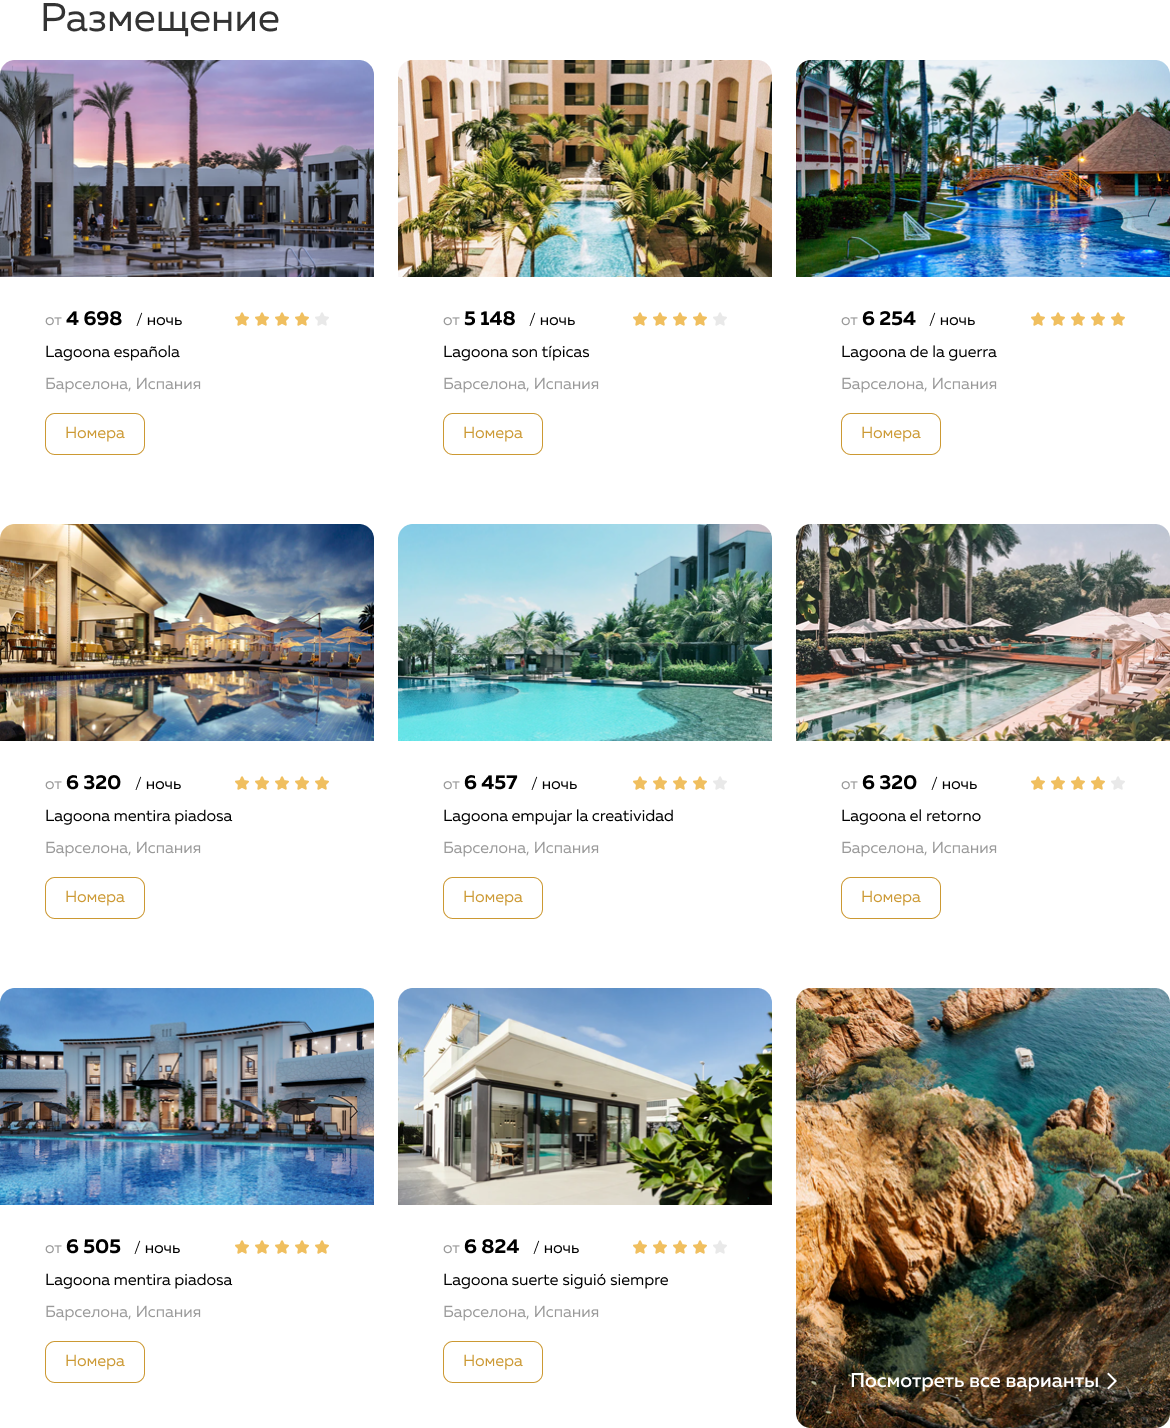 Размещение
от 4 698 / ночь
Lagoona española
Барселона, Испания
Номера
от 5 148 / ночь
Lagoona son típicas
Барселона, Испания
Номера
от 6 254 / ночь
Lagoona de la guerra
Барселона, Испания
Номера
от 6 320 / ночь
Lagoona mentira piadosa
Барселона, Испания
Номера
от 6 457 / ночь
Lagoona empujar la creatividad
Барселона, Испания
Номера
от 6 320 / ночь
Lagoona el retorno
Барселона, Испания
Номера
от 6 505 / ночь
Lagoona mentira piadosa
Барселона, Испания
Номера
от 6 824 / ночь
Lagoona suerte siguió siempre
Барселона, Испания
Номера
Посмотреть все варианты